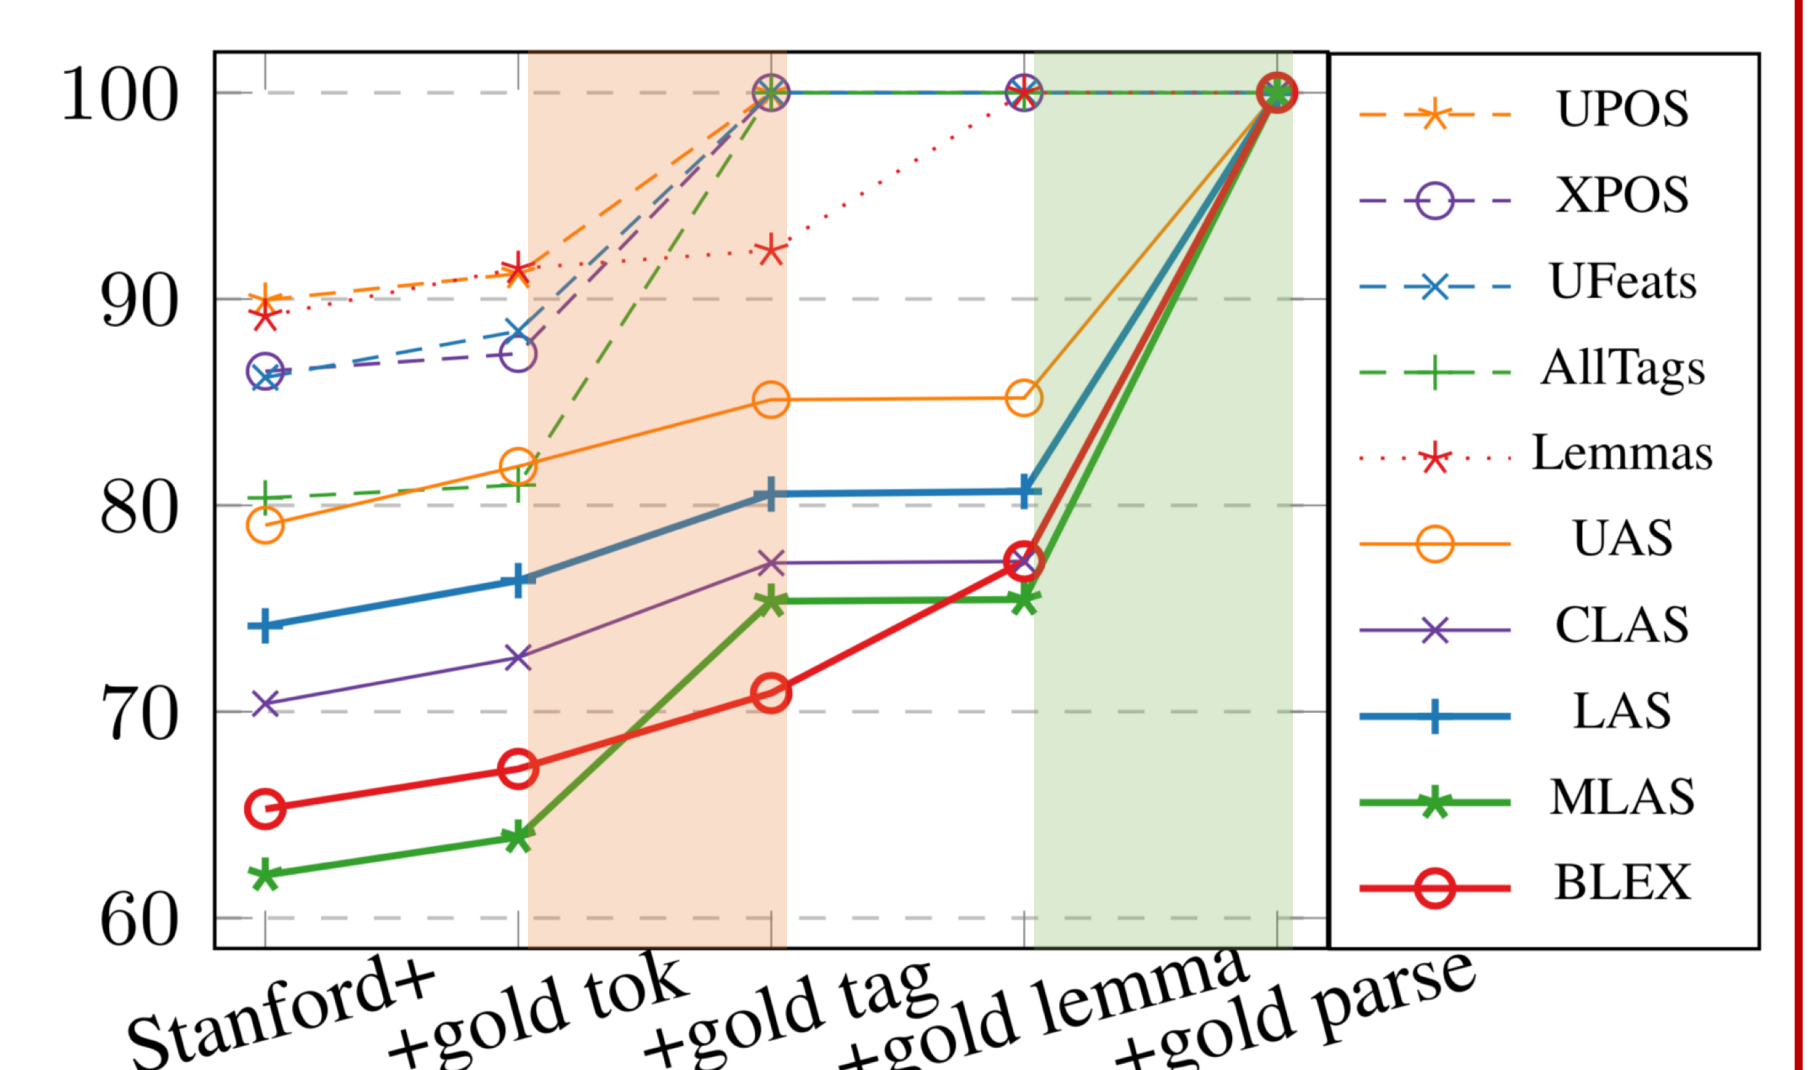 100
90
80
70
60
Stanford+
+gold tok
+gold tag
+gold lemma
+gold parse
UPOS
XPOS
UFeats
AllTags
Lemmas
UAS
CLAS
LAS
MLAS
BLEX